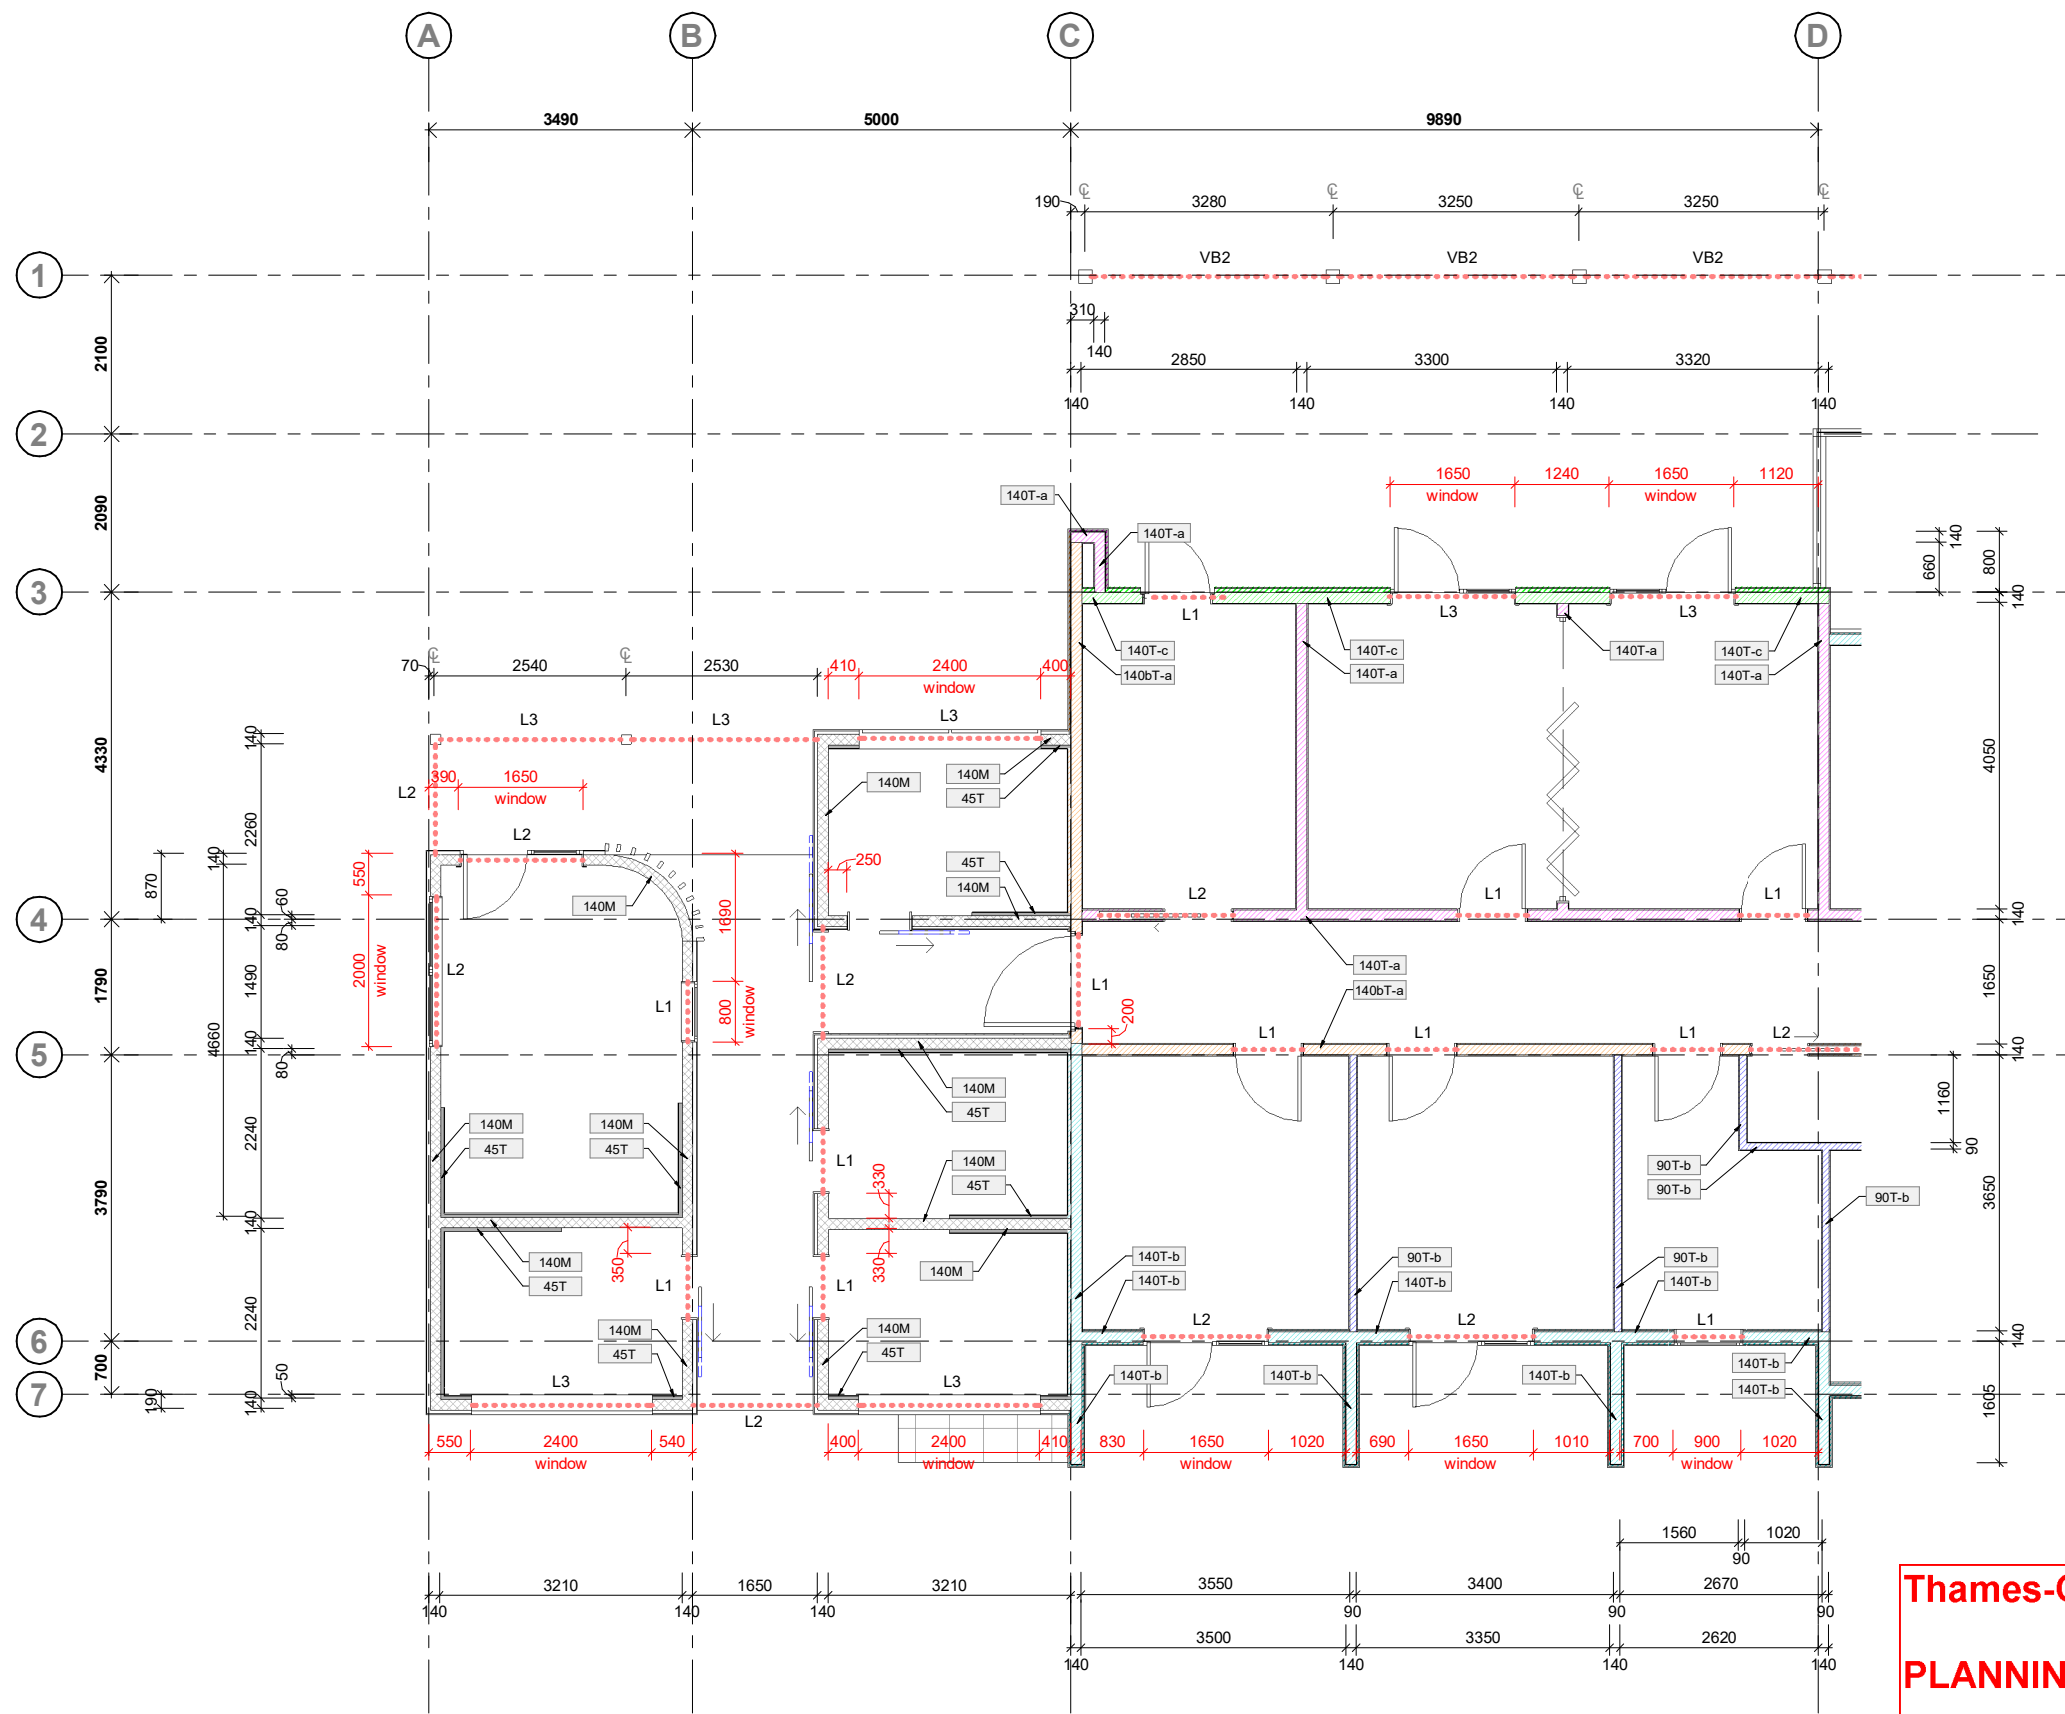 A B C D
3490 5000 9890
190 ℄ 3280 ℄ 3250 ℄ 3250 ℄
VB2 VB2 VB2
1
310
140
2850 3300 3320
140 140 140 140
2100
2
1650 1240 1650 1120
window window
140T-a
140T-a
2090
140
660
800
3
L1 L3 L3
140
140T-c 140T-c 140T-a 140T-c
140bT-a 140T-a 140T-a
70 ℄ 2540 ℄ 2530 410 2400 400
window
L3 L3 L3
140
4330
390 1650
window
L2
140M 140M
45T
4050
L2
2260
140
870
550
250
45T
140M
140M
L2 L1 L1
60
4
140
80
1690
140
2000
window
L2
L1
800
window
L2
L1
200
140T-a
140bT-a
1790
1490
4660
1650
L1 L1 L1 L2
5
140
80
140
140M
45T
1160
90
140M 140M
45T 45T
2240
L1
330
140M
45T
90T-b
90T-b
90T-b
3790
3650
140
350
140M
45T
330
140M
140T-b 90T-b 90T-b
140T-b 140T-b 140T-b
L1 L1
2240
140M 140M
45T 45T
L2 L2 L1
6
140
700
50
140T-b 140T-b 140T-b 140T-b
140T-b
L3 L3
7
190
140
L2
1605
550 2400 540 400 2400 410 830 1650 1020 690 1650 1010 700 900 1020
window window window window window
1560 1020
90
3210 1650 3210 3550 3400 2670
140 140 140 90 90 90
3500 3350 2620
140 140 140 140
Thames-C
PLANNIN